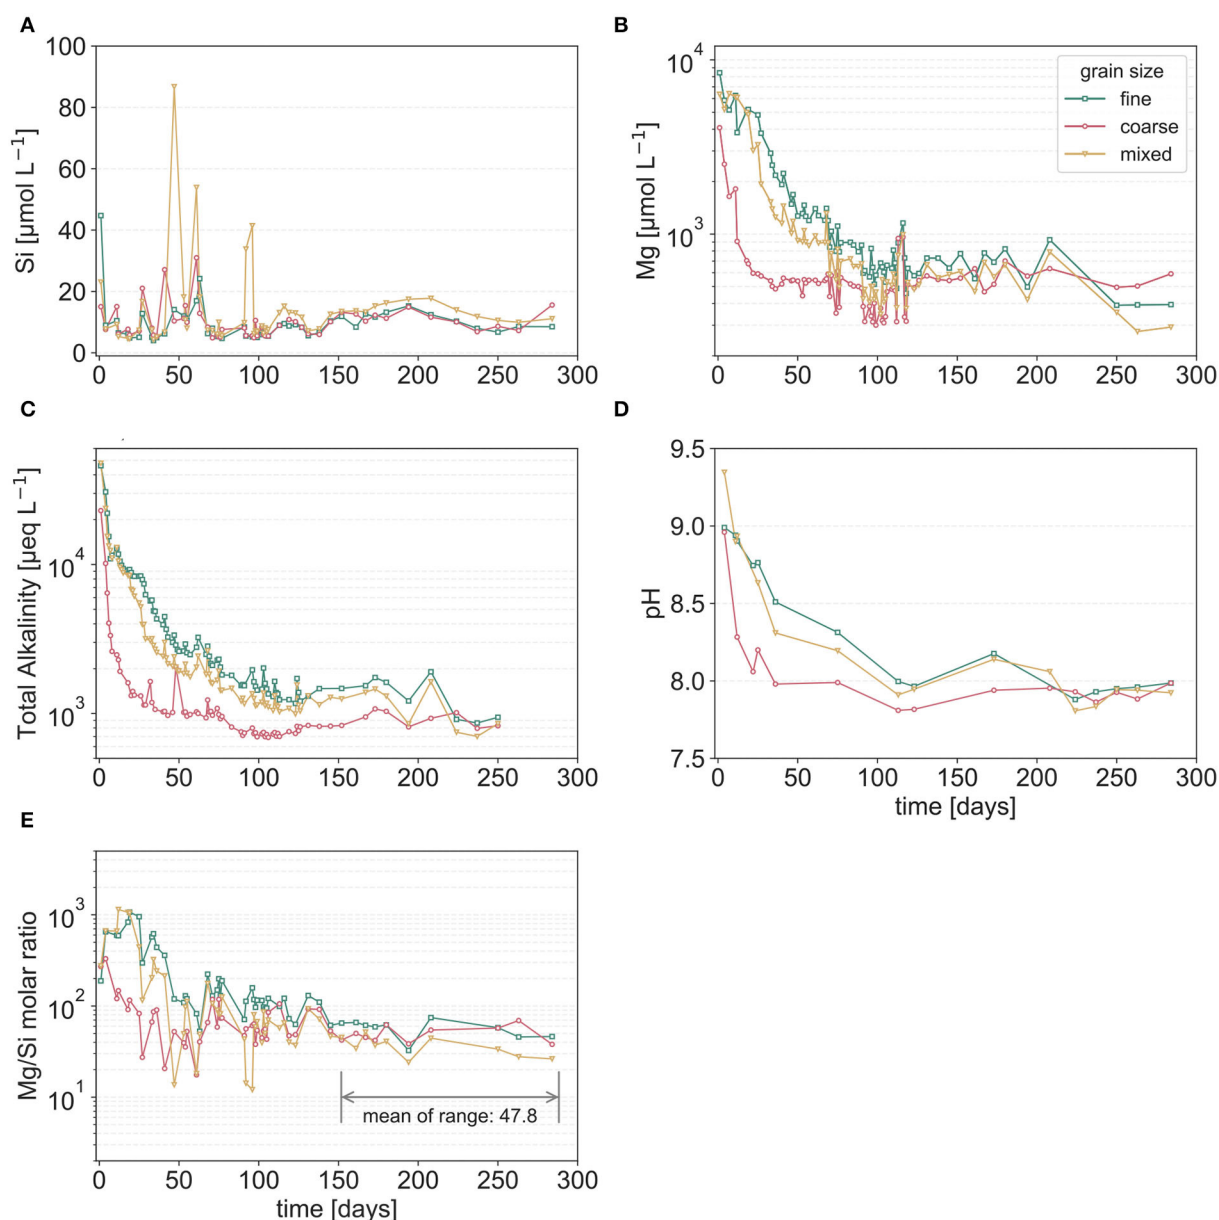 A
Si [µmol L⁻¹]
100
80
60
40
20
0
0 50 100 150 200 250 300
B
Mg [µmol L⁻¹]
10⁴
10³
grain size
fine
coarse
mixed
0 50 100 150 200 250 300
C
Total Alkalinity [µeq L⁻¹]
10⁴
10³
0 50 100 150 200 250 300
D
pH
9.5
9.0
8.5
8.0
7.5
0 50 100 150 200 250 300
time [days]
E
Mg/Si molar ratio
10³
10²
10¹
mean of range: 47.8
0 50 100 150 200 250 300
time [days]